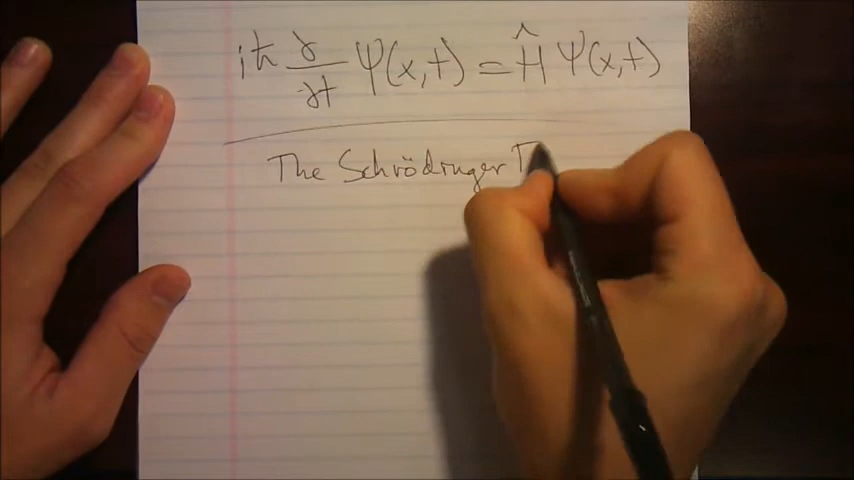 iħ ∂/∂t Ψ(x,t) = Ĥ Ψ(x,t)
The Schrödinger